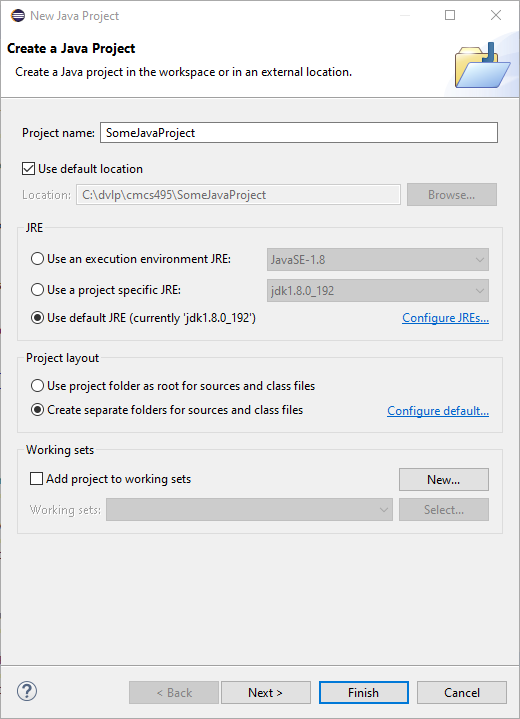 New Java Project
Create a Java Project
Create a Java project in the workspace or in an external location.
Project name: SomeJavaProject
Use default location
Location: C:\dvlp\cmcs495\SomeJavaProject Browse...
JRE
Use an execution environment JRE: JavaSE-1.8
Use a project specific JRE: jdk1.8.0_192
Use default JRE (currently 'jdk1.8.0_192') Configure JREs...
Project layout
Use project folder as root for sources and class files
Create separate folders for sources and class files Configure default...
Working sets
Add project to working sets New...
Working sets: Select...
? < Back Next > Finish Cancel